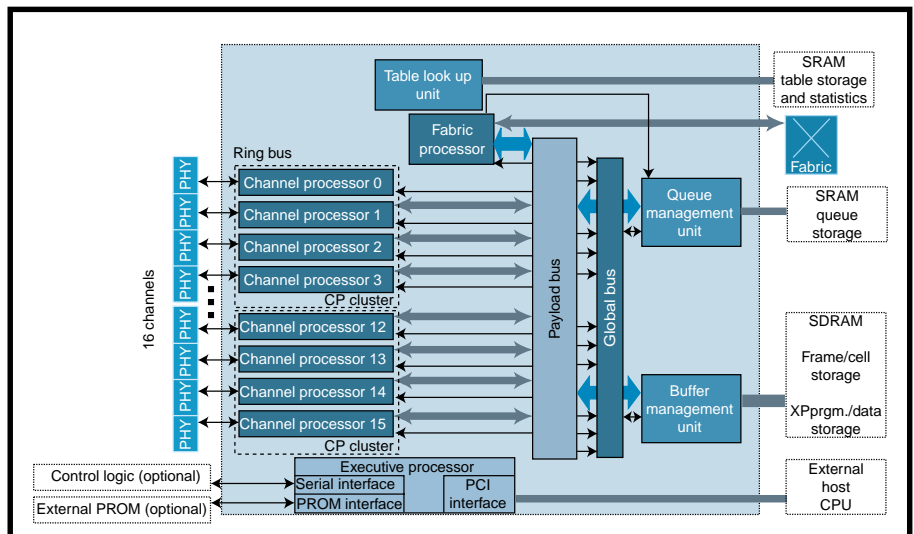 Table look up
unit
SRAM
table storage
and statistics
Fabric
processor
Fabric
Ring bus
PHY
PHY
PHY
PHY
PHY
PHY
PHY
PHY
16 channels
Channel processor 0
Channel processor 1
Channel processor 2
Channel processor 3
CP cluster
Channel processor 12
Channel processor 13
Channel processor 14
Channel processor 15
CP cluster
Payload bus
Global bus
Queue
management
unit
SRAM
queue
storage
Buffer
management
unit
SDRAM
Frame/cell
storage
XPprgm./data
storage
Executive processor
Serial interface
PROM interface
PCI
interface
Control logic (optional)
External PROM (optional)
External
host
CPU